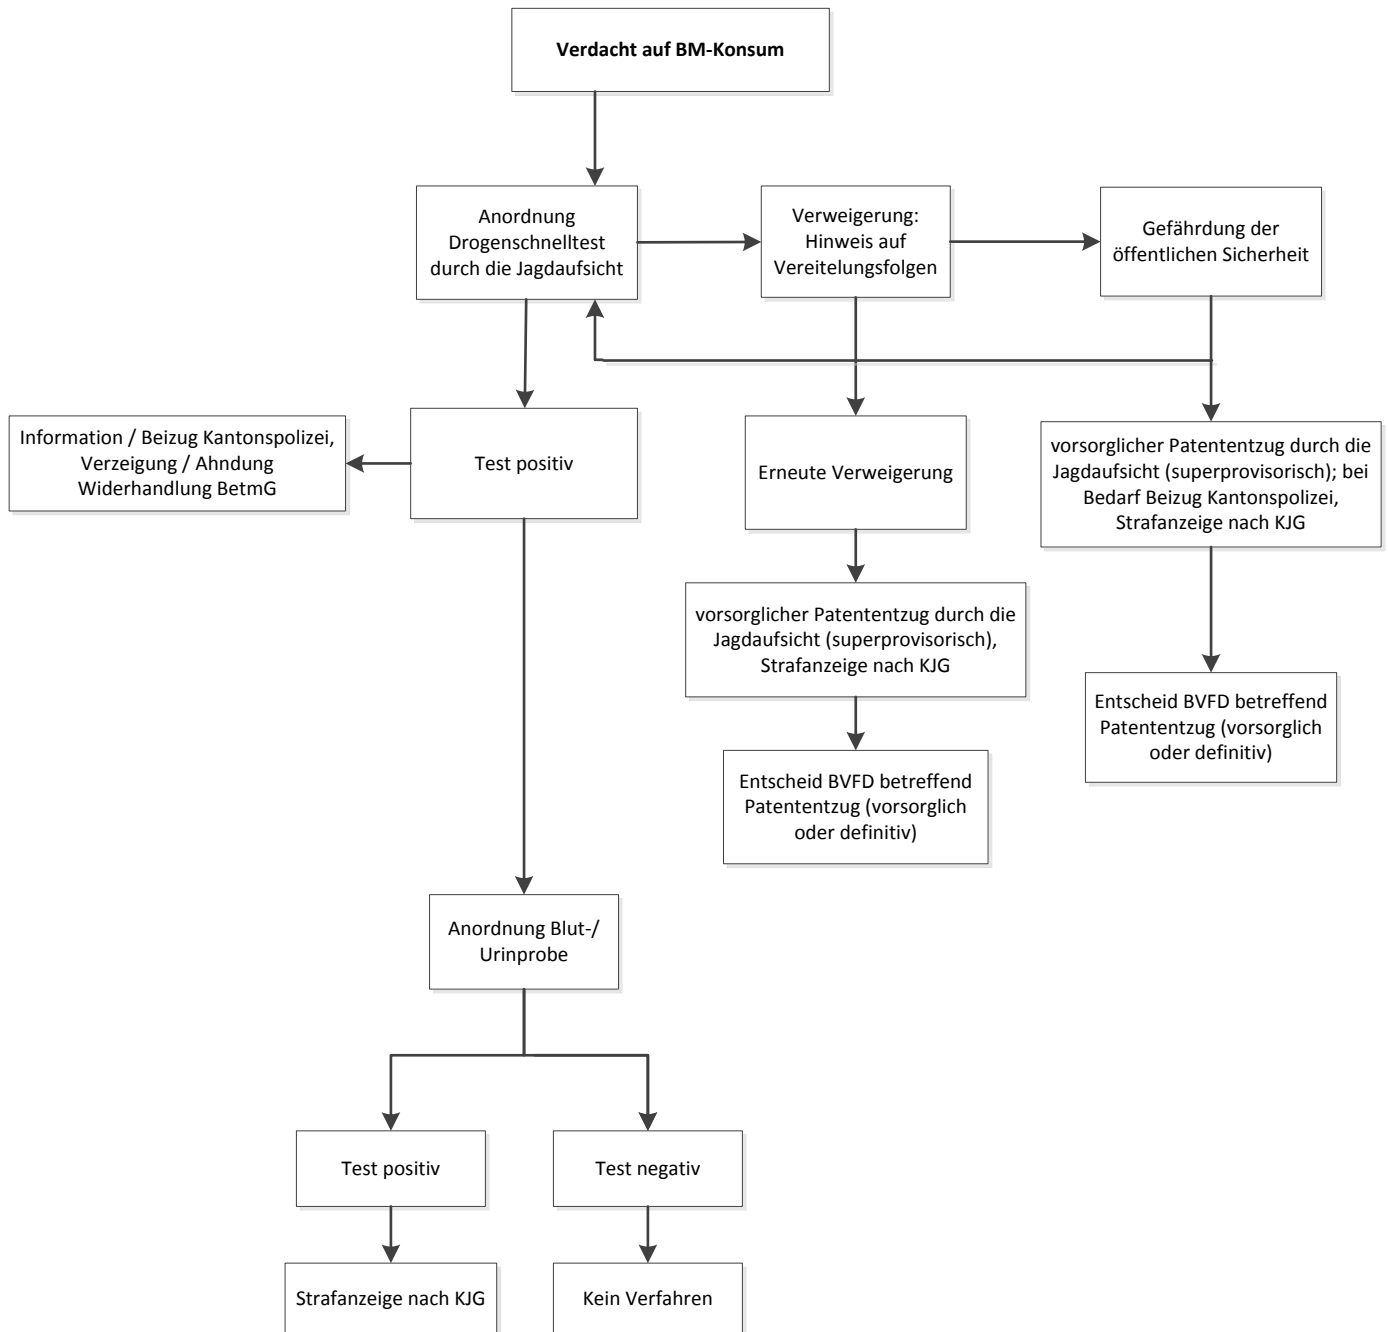 Verdacht auf BM-Konsum
Anordnung
Drogenschnelltest
durch die Jagdaufsicht
Verweigerung:
Hinweis auf
Vereitelungsfolgen
Gefährdung der
öffentlichen Sicherheit
Information / Beizug Kantonspolizei,
Verzeigung / Ahndung
Widerhandlung BetmG
Test positiv
Erneute Verweigerung
vorsorglicher Patententzug durch die
Jagdaufsicht (superprovisorisch); bei
Bedarf Beizug Kantonspolizei,
Strafanzeige nach KJG
vorsorglicher Patententzug durch die
Jagdaufsicht (superprovisorisch),
Strafanzeige nach KJG
Entscheid BVFD betreffend
Patententzug (vorsorglich
oder definitiv)
Entscheid BVFD betreffend
Patententzug (vorsorglich
oder definitiv)
Anordnung Blut-/
Urinprobe
Test positiv
Test negativ
Strafanzeige nach KJG
Kein Verfahren